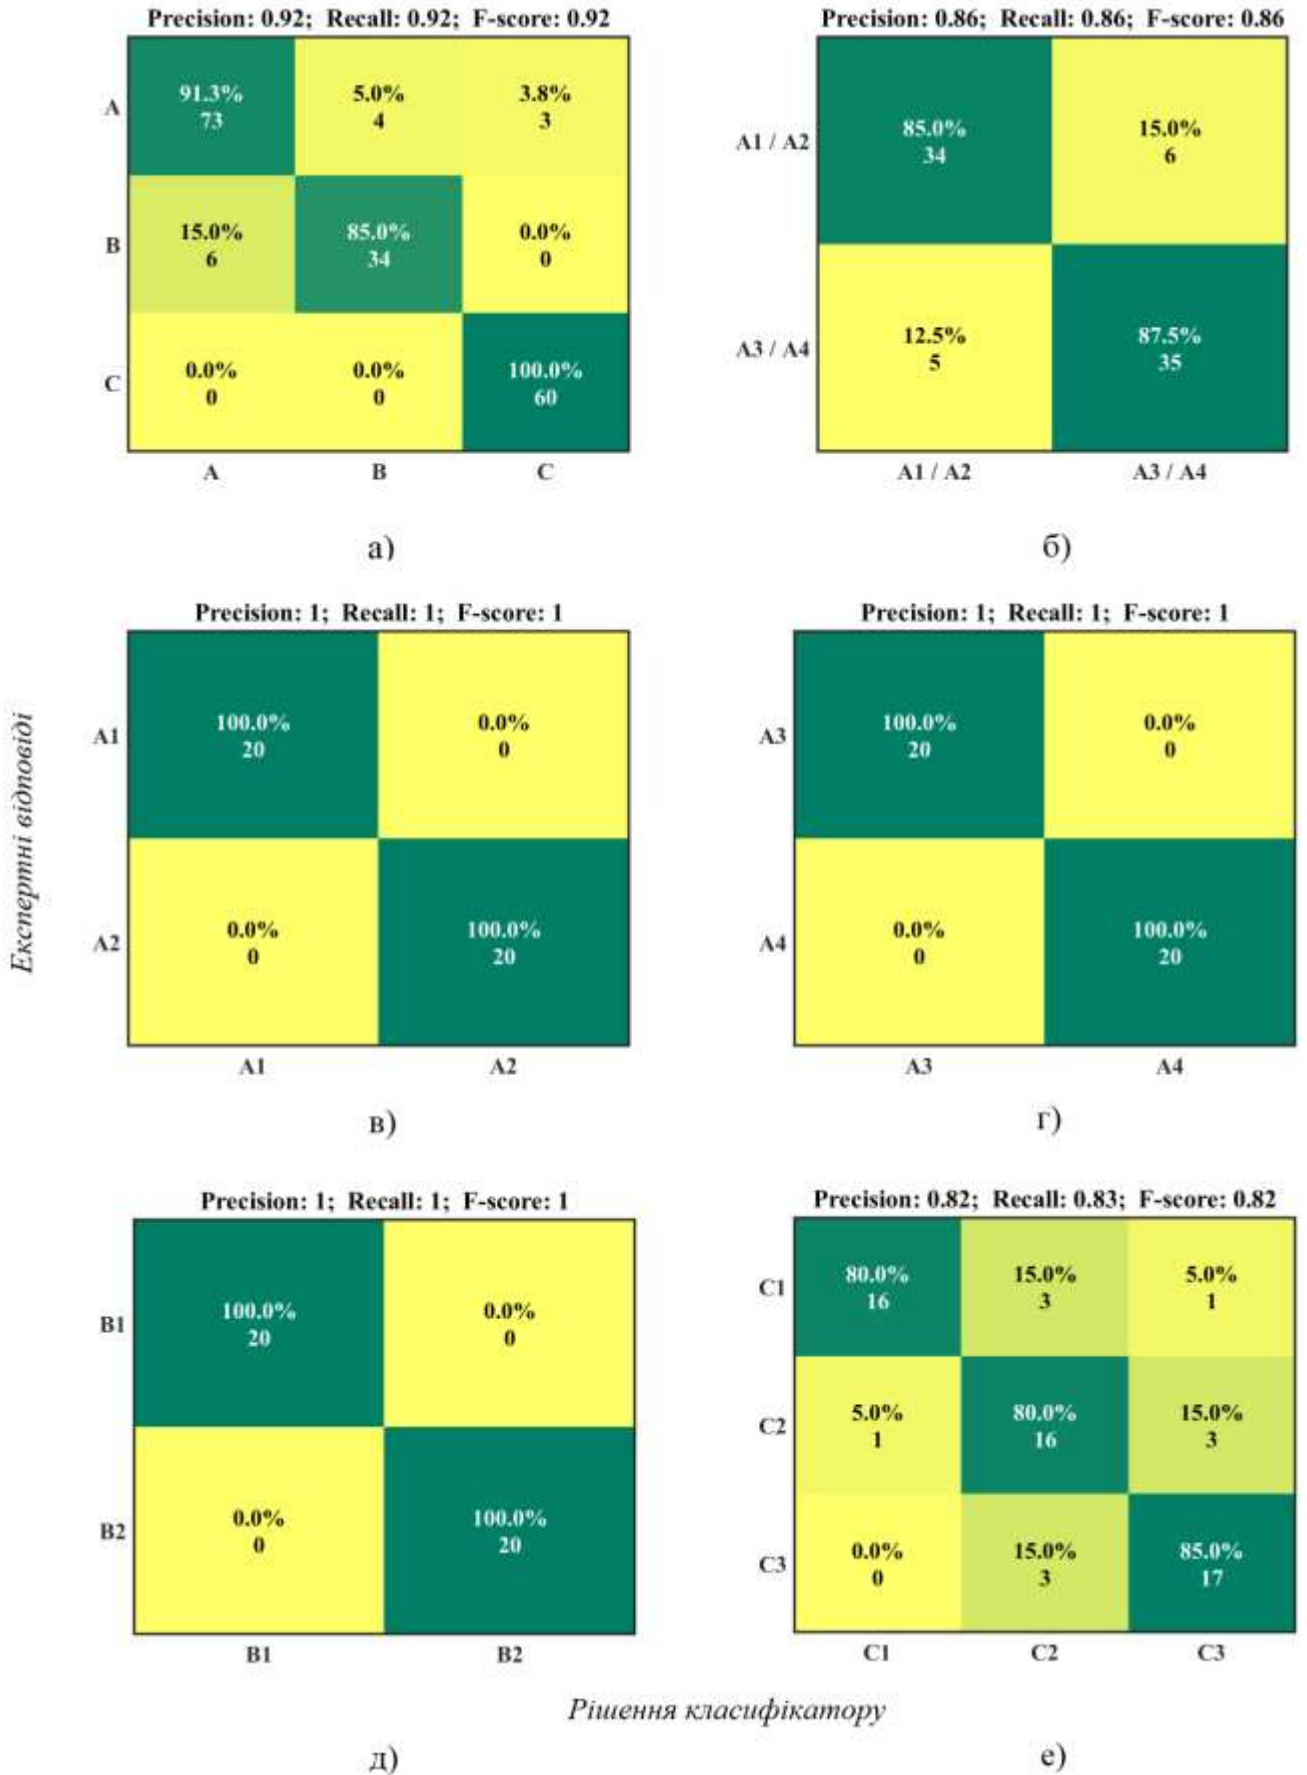 Precision: 0.92; Recall: 0.92; F-score: 0.92
A
91.3%
73
5.0%
4
3.8%
3
B
15.0%
6
85.0%
34
0.0%
0
C
0.0%
0
0.0%
0
100.0%
60
A B C
а)
Precision: 0.86; Recall: 0.86; F-score: 0.86
A1 / A2
85.0%
34
15.0%
6
A3 / A4
12.5%
5
87.5%
35
A1 / A2 A3 / A4
б)
Експертні відповіді
Precision: 1; Recall: 1; F-score: 1
A1
100.0%
20
0.0%
0
A2
0.0%
0
100.0%
20
A1 A2
в)
Precision: 1; Recall: 1; F-score: 1
A3
100.0%
20
0.0%
0
A4
0.0%
0
100.0%
20
A3 A4
г)
Precision: 1; Recall: 1; F-score: 1
B1
100.0%
20
0.0%
0
B2
0.0%
0
100.0%
20
B1 B2
Precision: 0.82; Recall: 0.83; F-score: 0.82
C1
80.0%
16
15.0%
3
5.0%
1
C2
5.0%
1
80.0%
16
15.0%
3
C3
0.0%
0
15.0%
3
85.0%
17
C1 C2 C3
Рішення класифікатору
д)
е)